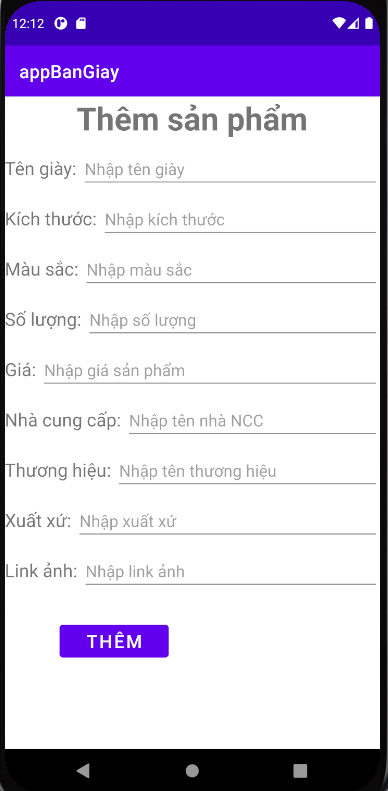 12:12
appBanGiay
Thêm sản phẩm
Tên giày: Nhập tên giày
Kích thước: Nhập kích thước
Màu sắc: Nhập màu sắc
Số lượng: Nhập số lượng
Giá: Nhập giá sản phẩm
Nhà cung cấp: Nhập tên nhà NCC
Thương hiệu: Nhập tên thương hiệu
Xuất xứ: Nhập xuất xứ
Link ảnh: Nhập link ảnh
THÊM